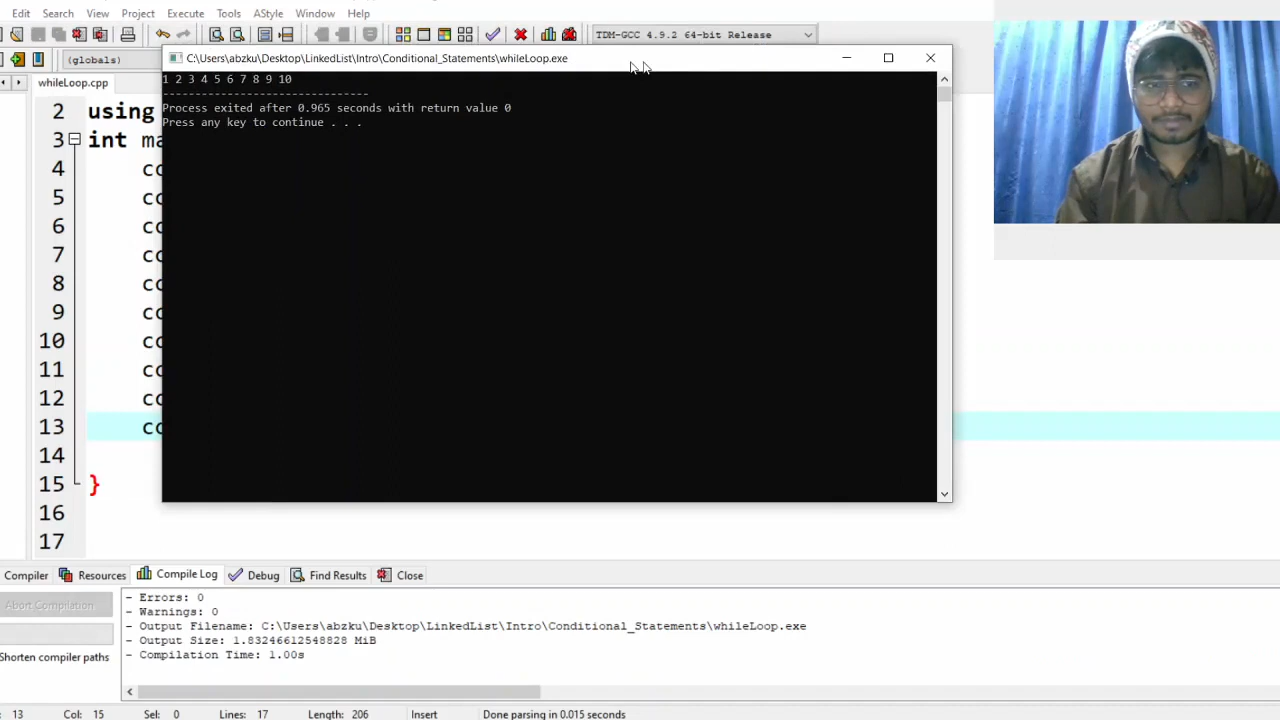 Edit Search View Project Execute Tools AStyle Window Help
TDM-GCC 4.9.2 64-bit Release
(globals)
C:\Users\abzku\Desktop\LinkedList\Intro\Conditional_Statements\whileLoop.exe
whileLoop.cpp
1 2 3 4 5 6 7 8 9 10
--------------------------------
Process exited after 0.965 seconds with return value 0
Press any key to continue . . .
2 using
3 int ma
4 co
5 co
6 co
7 co
8 co
9 co
10 co
11 co
12 co
13 co
14
15 }
16
17
Compiler Resources Compile Log Debug Find Results Close
Abort Compilation
Shorten compiler paths
- Errors: 0
- Warnings: 0
- Output Filename: C:\Users\abzku\Desktop\LinkedList\Intro\Conditional_Statements\whileLoop.exe
- Output Size: 1.83246612548828 MiB
- Compilation Time: 1.00s
13 Col: 15 Sel: 0 Lines: 17 Length: 206 Insert Done parsing in 0.015 seconds